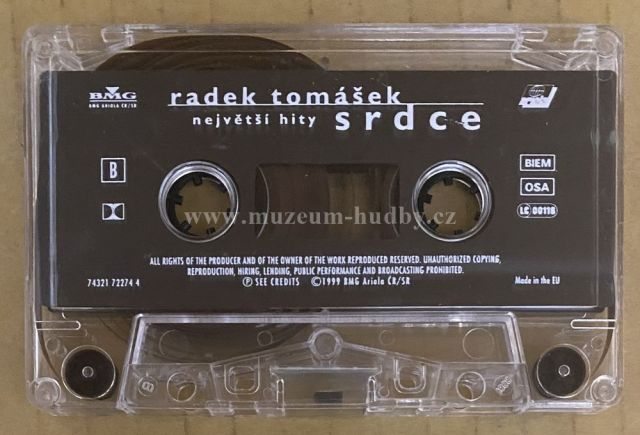 BMG
BMG ARIOLA ČR/SR
radek tomášek
největší hity srdce
B
BIEM
OSA
LC 00116
www.muzeum-hudby.cz
ALL RIGHTS OF THE PRODUCER AND OF THE OWNER OF THE WORK REPRODUCED RESERVED. UNAUTHORIZED COPYING,
REPRODUCTION, HIRING, LENDING, PUBLIC PERFORMANCE AND BROADCASTING PROHIBITED.
74321 72274 4
Ⓟ SEE CREDITS ©1999 BMG Ariola ČR/SR
Made in the EU